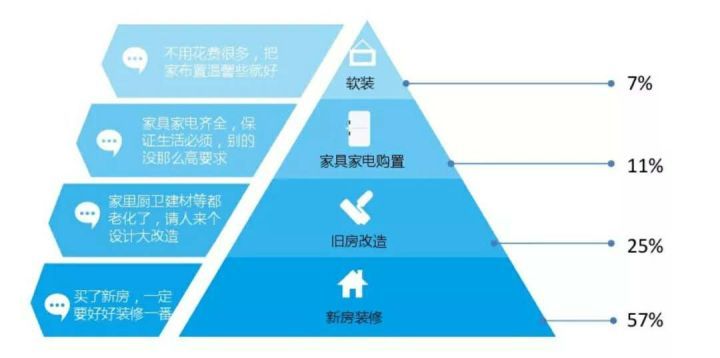 不用花费很多，把
家布置温馨些就好
软装
7%
家具家电齐全，保
证生活必须，别的
没那么高要求
家具家电购置
11%
家里厨卫建材等都
老化了，请人来个
设计大改造
旧房改造
25%
买了新房，一定
要好好装修一番
新房装修
57%